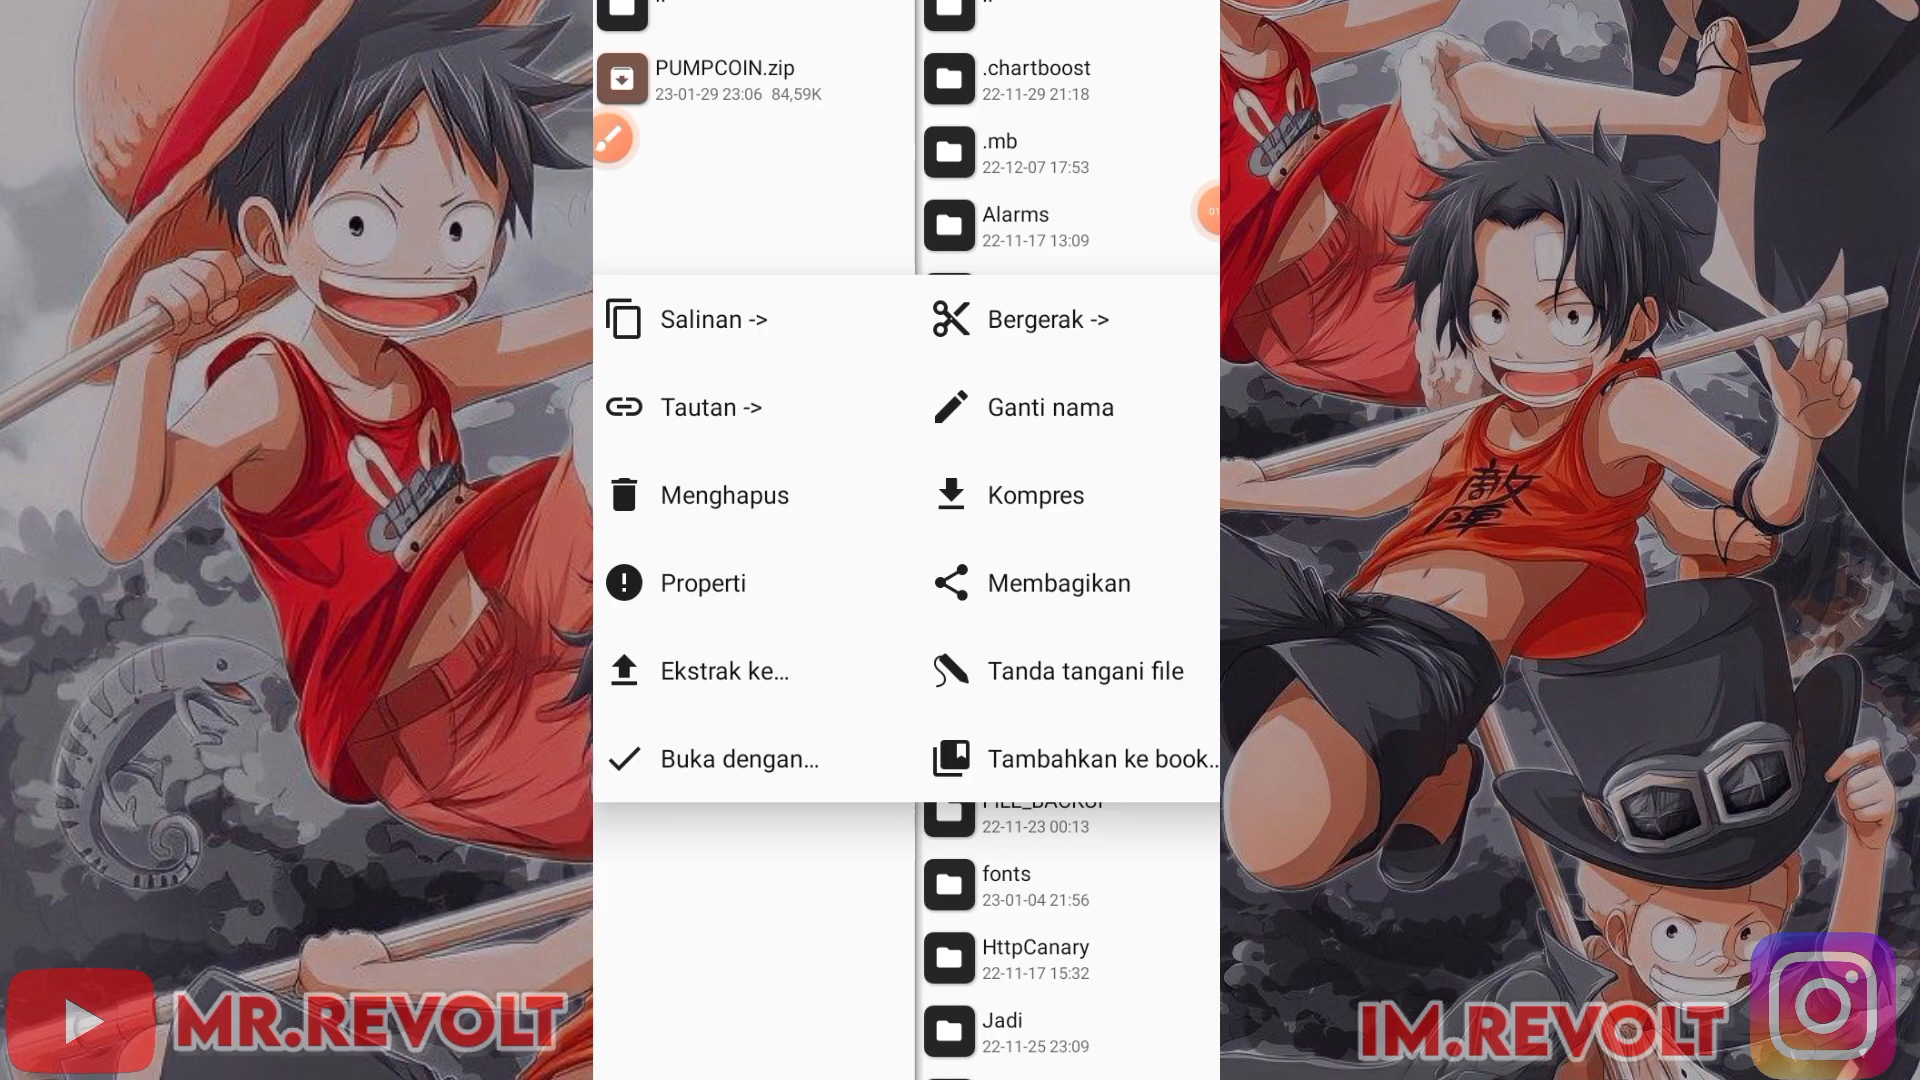 PUMPCOIN.zip
23-01-29 23:06 84,59K
.chartboost
22-11-29 21:18
.mb
22-12-07 17:53
Alarms
22-11-17 13:09
01
Salinan ->
Bergerak ->
Tautan ->
Ganti nama
Menghapus
Kompres
Properti
Membagikan
Ekstrak ke...
Tanda tangani file
Buka dengan...
Tambahkan ke book..
FILE_BACKUP
22-11-23 00:13
fonts
23-01-04 21:56
HttpCanary
22-11-17 15:32
Jadi
22-11-25 23:09
MR.REVOLT
IM.REVOLT